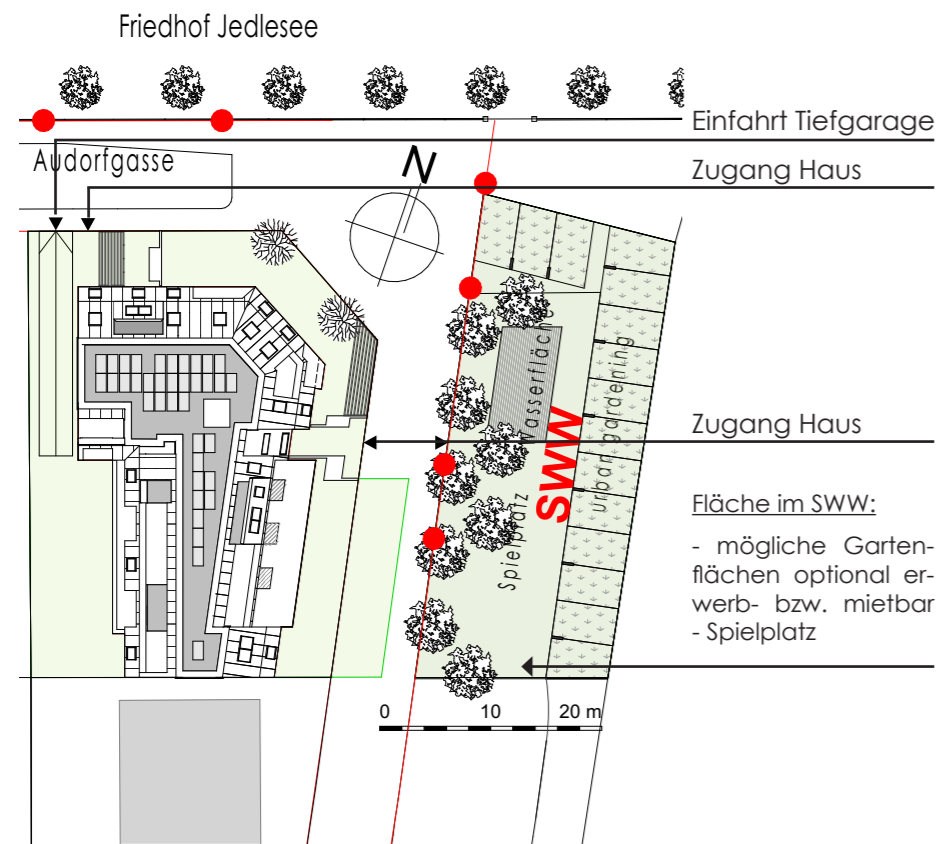 Friedhof Jedlesee
Einfahrt Tiefgarage
Audorfgasse
N
Zugang Haus
Wasserfläche
urban gardening
SWW
Spielplatz
Zugang Haus
Fläche im SWW:
- mögliche Garten-
flächen optional er-
werb- bzw. mietbar
- Spielplatz
0 10 20 m